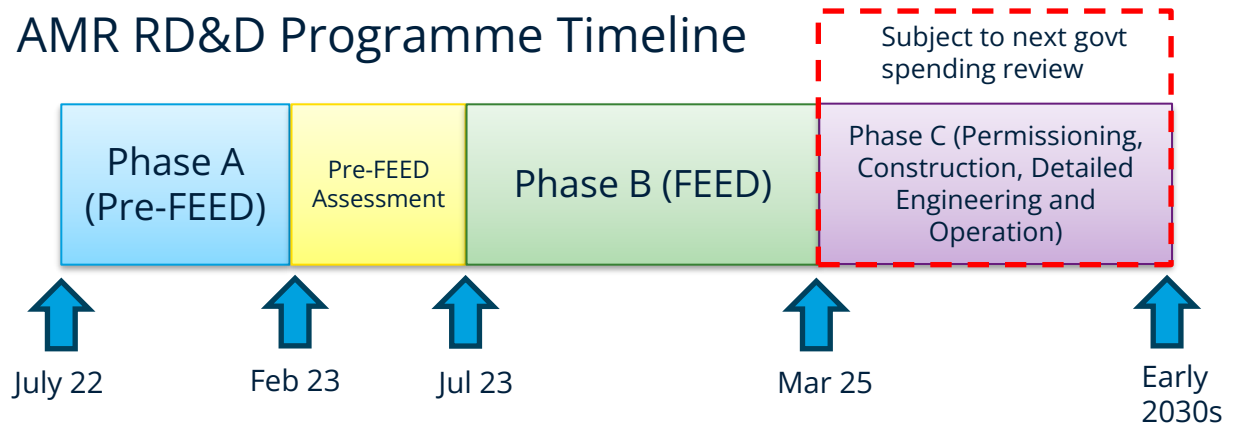 AMR RD&D Programme Timeline
Subject to next govt
spending review
Phase A
(Pre-FEED)
Pre-FEED
Assessment
Phase B (FEED)
Phase C (Permissioning,
Construction, Detailed
Engineering and
Operation)
July 22
Feb 23
Jul 23
Mar 25
Early
2030s